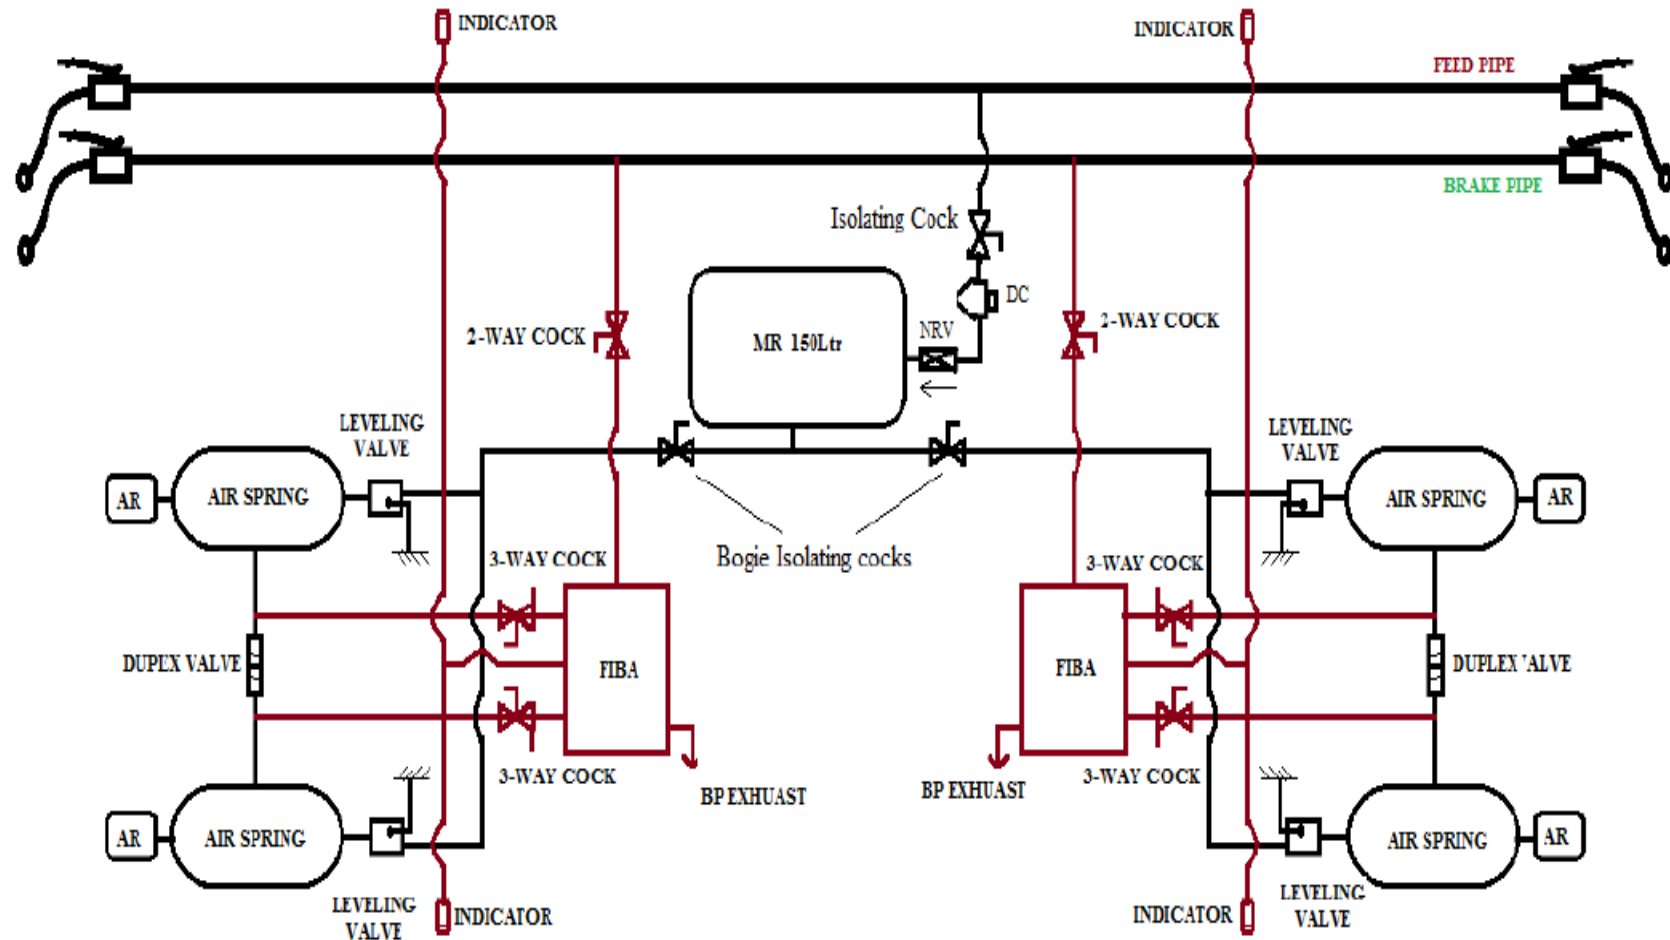 INDICATOR
INDICATOR
FEED PIPE
BRAKE PIPE
Isolating Cock
DC
2-WAY COCK
MR 150Ltr
NRV
2-WAY COCK
LEVELING
VALVE
LEVELING
VALVE
AR
AIR SPRING
AIR SPRING
AR
3-WAY COCK
Bogie Isolating cocks
3-WAY COCK
DUPEX VALVE
FIBA
FIBA
DUPLEX VALVE
3-WAY COCK
3-WAY COCK
BP EXHUAST
BP EXHUAST
AR
AIR SPRING
AIR SPRING
AR
LEVELING
VALVE
INDICATOR
INDICATOR
LEVELING
VALVE